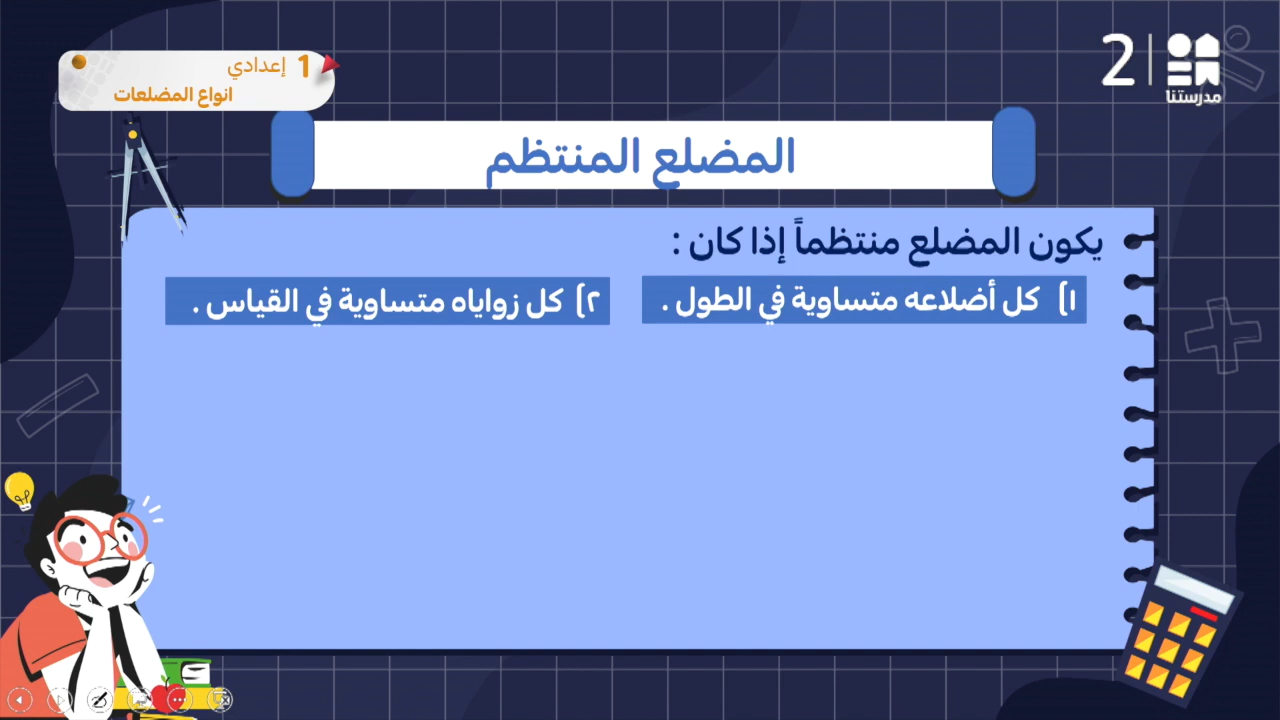 2
مدرستنا
1 إعدادي
انواع المضلعات
المضلع المنتظم
يكون المضلع منتظماً إذا كان :
١) كل أضلاعه متساوية في الطول .
٢) كل زواياه متساوية في القياس .